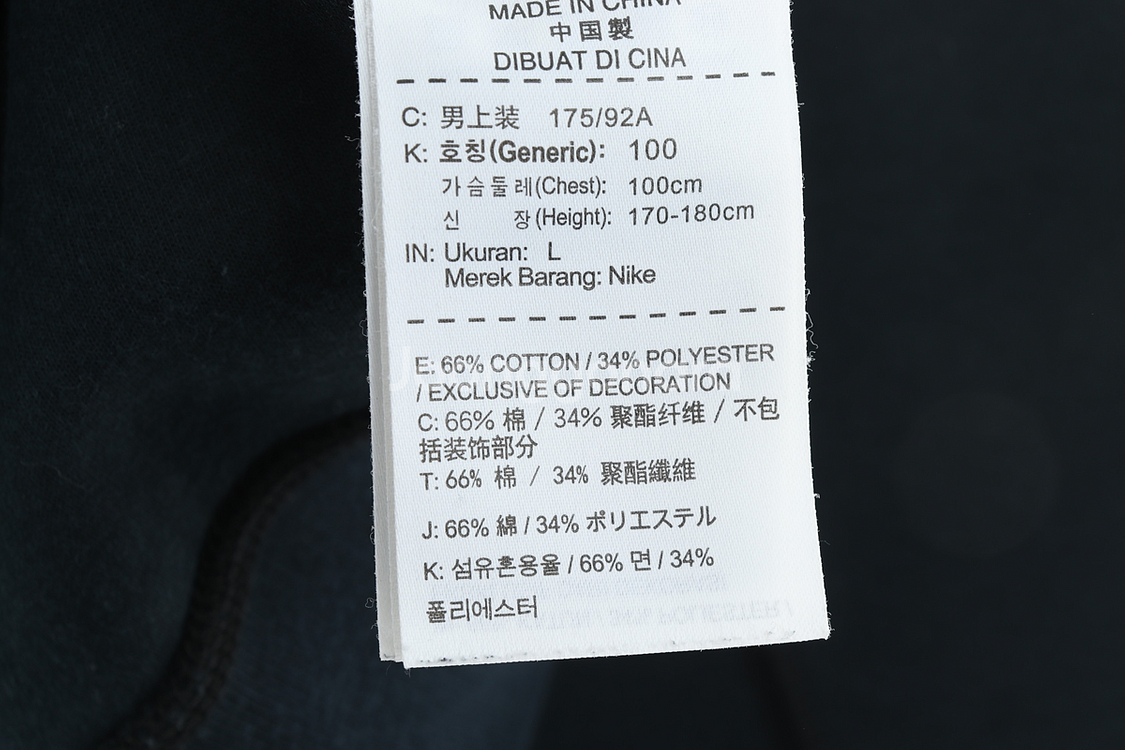 MADE IN CHINA
中国製
DIBUAT DI CINA
C: 男上装 175/92A
K: 호칭(Generic): 100
가슴둘레(Chest): 100cm
신 장(Height): 170-180cm
IN: Ukuran: L
Merek Barang: Nike
E: 66% COTTON / 34% POLYESTER
/ EXCLUSIVE OF DECORATION
C: 66% 棉 / 34% 聚酯纤维 / 不包
括装饰部分
T: 66% 棉 / 34% 聚酯纖維
J: 66% 綿 / 34% ポリエステル
K: 섬유혼용율 / 66% 면 / 34%
폴리에스터